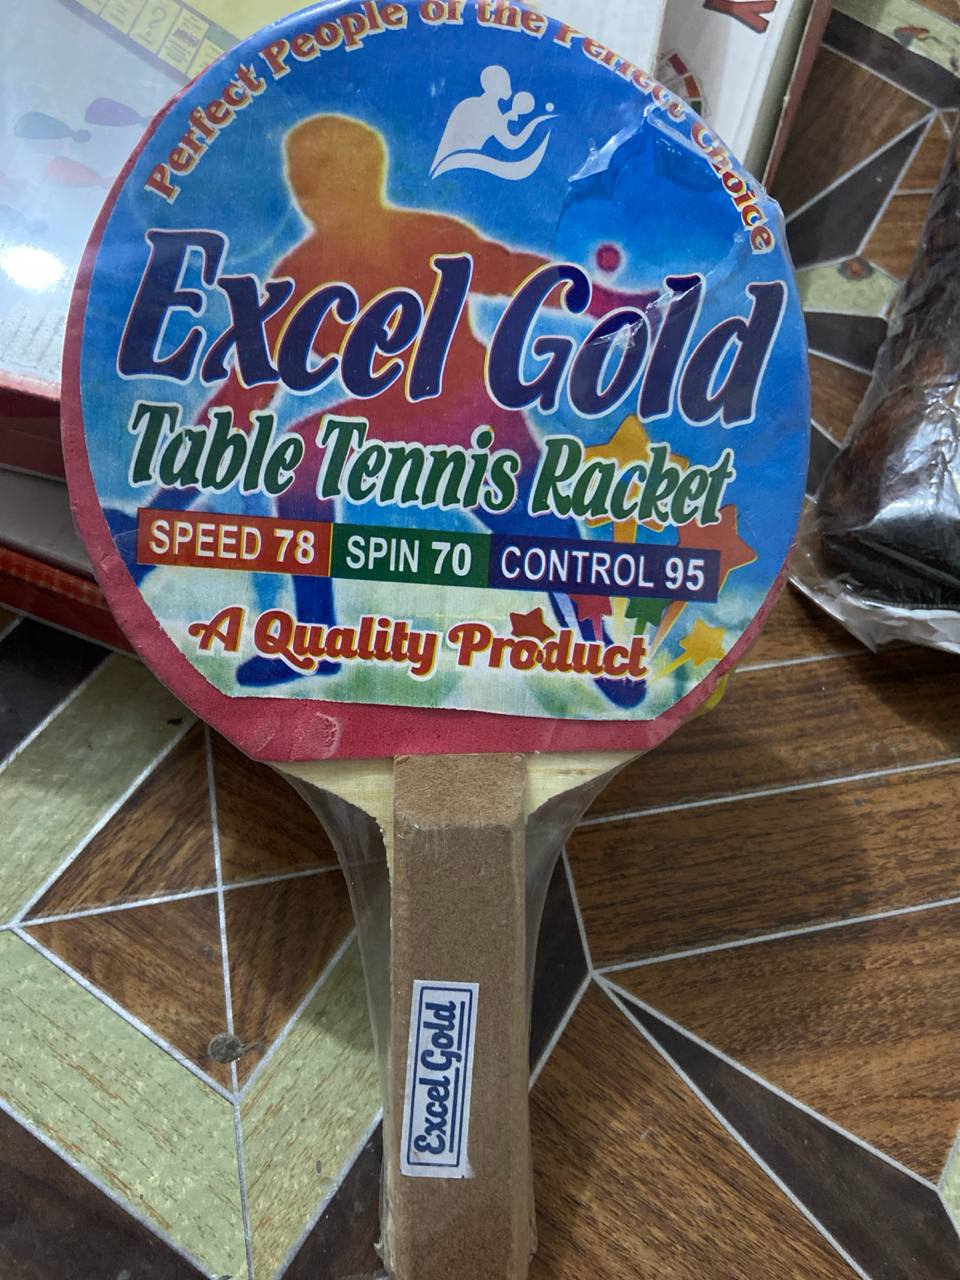 Perfect People of the Perfect Choice
Excel Gold
Table Tennis Racket
SPEED 78 SPIN 70 CONTROL 95
A Quality Product
Excel Gold